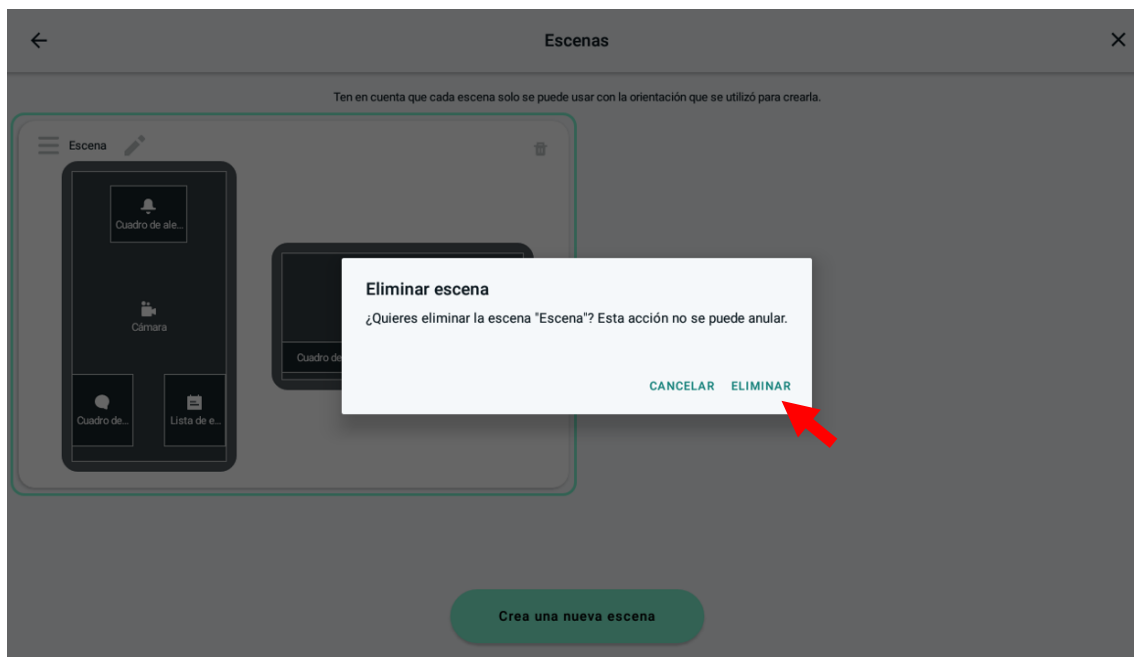 Escenas
Ten en cuenta que cada escena solo se puede usar con la orientación que se utilizó para crearla.
Escena
Cuadro de ale...
Cámara
Cuadro de...
Lista de e...
Cuadro de
Eliminar escena
¿Quieres eliminar la escena "Escena"? Esta acción no se puede anular.
CANCELAR ELIMINAR
Crea una nueva escena